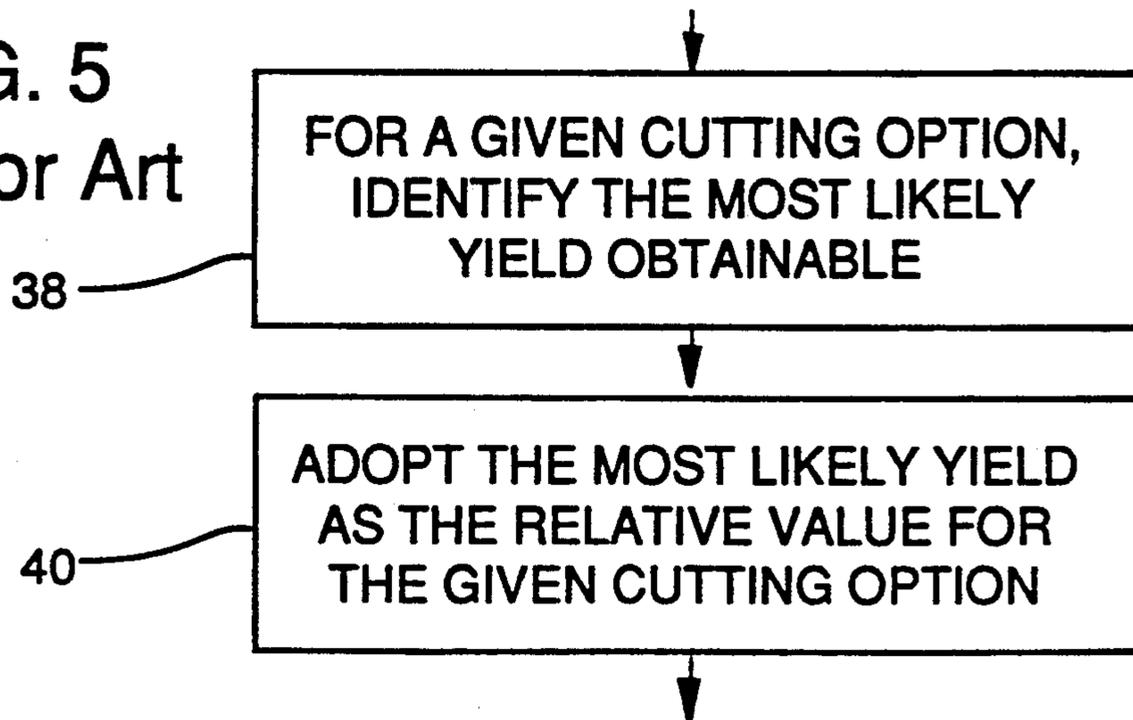 G. 5
or Art
FOR A GIVEN CUTTING OPTION,
IDENTIFY THE MOST LIKELY
YIELD OBTAINABLE
38
ADOPT THE MOST LIKELY YIELD
AS THE RELATIVE VALUE FOR
THE GIVEN CUTTING OPTION
40